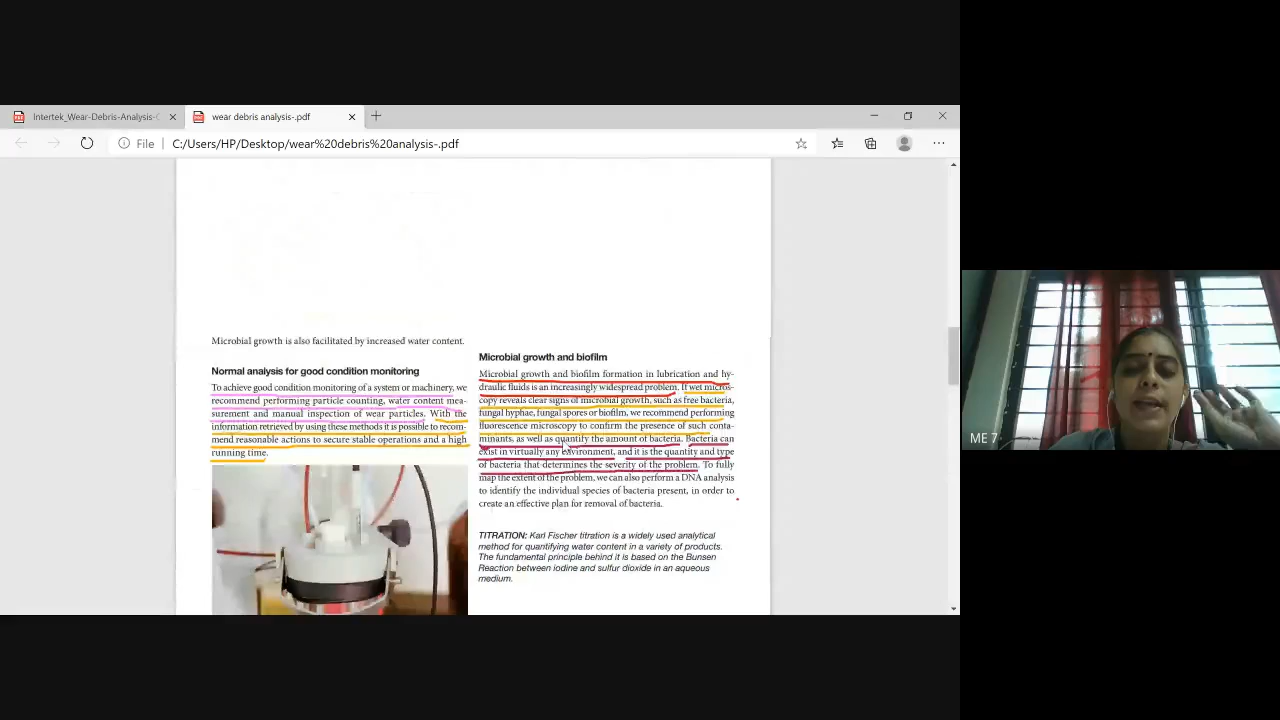 Intertek_Wear-Debris-Analysis-
wear debris analysis-.pdf
File
C:/Users/HP/Desktop/wear%20debris%20analysis-.pdf
Microbial growth is also facilitated by increased water content.
Normal analysis for good condition monitoring
To achieve good condition monitoring of a system or machinery, we
recommend performing particle counting, water content mea-
surement and manual inspection of wear particles. With the
information retrieved by using these methods it is possible to recom-
mend reasonable actions to secure stable operations and a high
running time.
Microbial growth and biofilm
Microbial growth and biofilm formation in lubrication and hy-
draulic fluids is an increasingly widespread problem. If wet micros-
copy reveals clear signs of microbial growth, such as free bacteria,
fungal hyphae, fungal spores or biofilm, we recommend performing
fluorescence microscopy to confirm the presence of such conta-
minants, as well as quantify the amount of bacteria. Bacteria can
exist in virtually any environment, and it is the quantity and type
of bacteria that determines the severity of the problem. To fully
map the extent of the problem, we can also perform a DNA analysis
to identify the individual species of bacteria present, in order to
create an effective plan for removal of bacteria.
TITRATION: Karl Fischer titration is a widely used analytical
method for quantifying water content in a variety of products.
The fundamental principle behind it is based on the Bunsen
Reaction between iodine and sulfur dioxide in an aqueous
medium.
ME 7